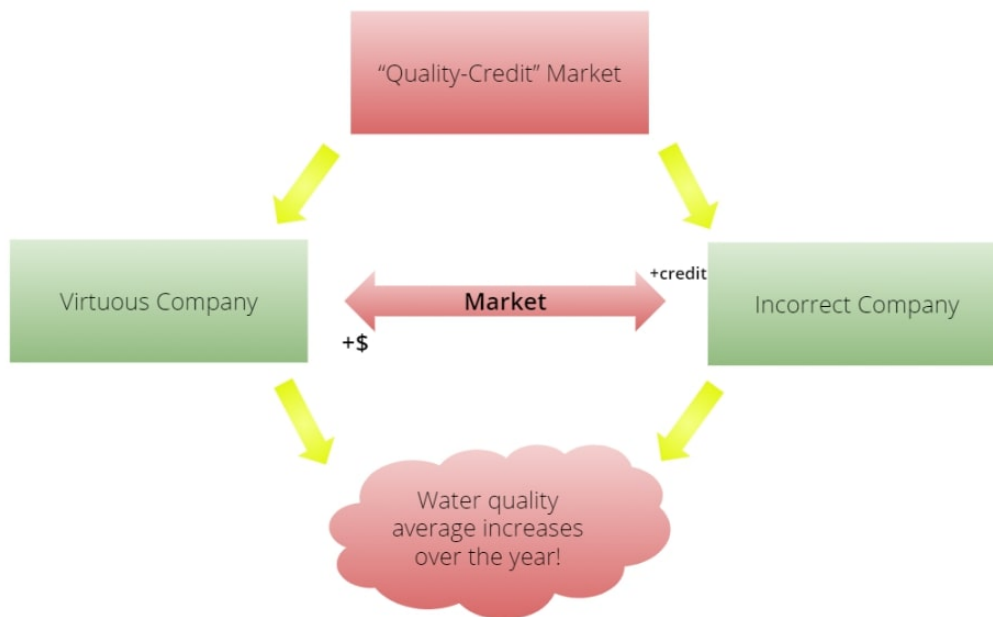 “Quality-Credit” Market
+credit
Virtuous Company
Market
Incorrect Company
+$
Water quality
average increases
over the year!